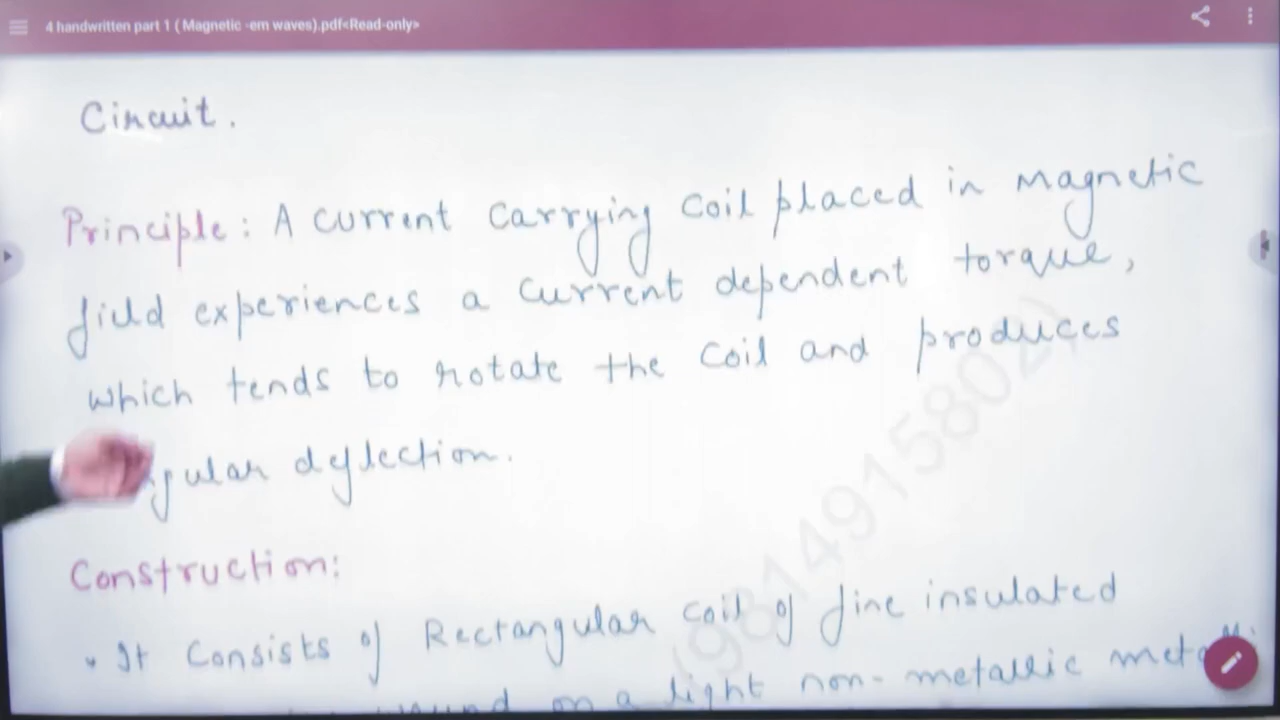 4 handwritten part 1 ( Magnetic -em waves).pdf<Read-only>
Circuit.
Principle: A current carrying coil placed in magnetic
field experiences a current dependent torque,
which tends to rotate the coil and produces
deflection.
Construction:
It consists of Rectangular coil of fine insulated
on a light non-metallic
(9814915802)